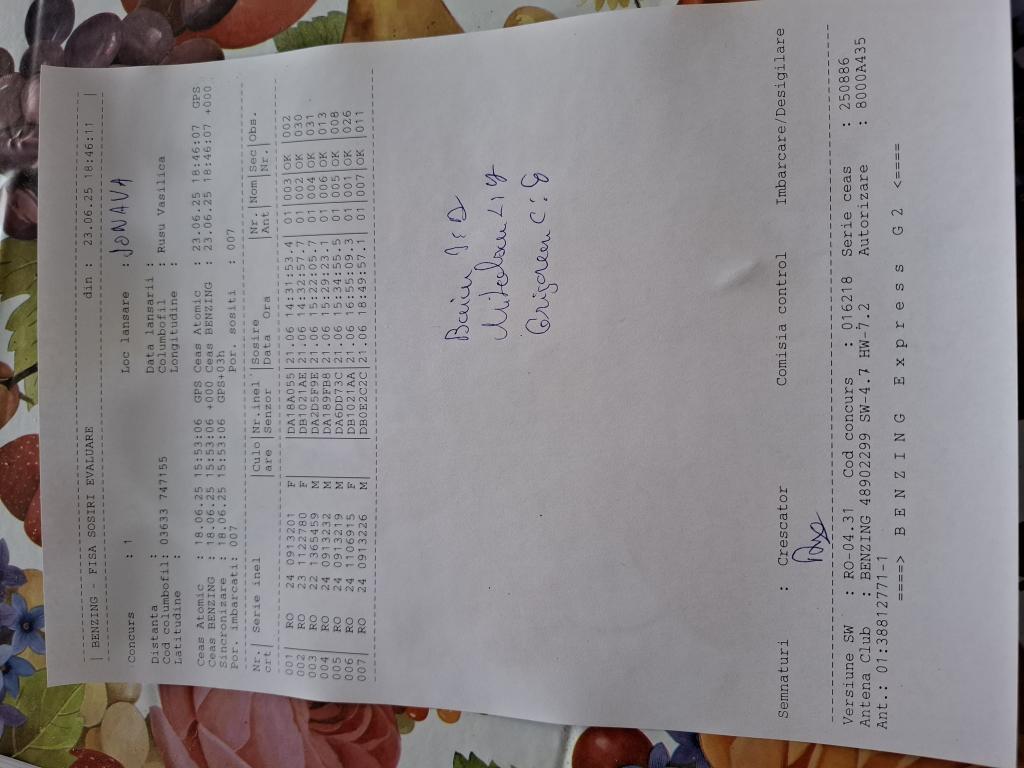 | BENZING - FISA SOSIRI EVALUARE din : 23.06.25 18:46:11 |
Concurs : 1 Loc lansare : JONAVA
Distanta : Data lansarii :
Cod columbofil: 03633 747155 Columbofil : Rusu Vasilica
Latitudine : Longitudine :
Ceas Atomic : 18.06.25 15:53:06 GPS Ceas Atomic : 23.06.25 18:46:07 GPS
Ceas BENZING : 18.06.25 15:53:06 +000 Ceas BENZING : 23.06.25 18:46:07 +000
Sincronizare : 18.06.25 15:53:06 GPS+03h
Por. imbarcati: 007 Por. sositi : 007
Nr.| Serie inel |Culo|Nr.inel |Sosire |Nr.|Nom|Sec|Obs.
crt| |are |Senzor |Data Ora |Ant|Nr.|
001| RO 24 0913201 F |DA18A055|21.06 14:31:53.4 |01|003|OK |002
002| RO 23 1122780 F |DB1021AE|21.06 14:32:57.7 |01|002|OK |030
003| RO 22 1365459 M |DA2D5F9E|21.06 15:22:05.7 |01|004|OK |031
004| RO 24 0913232 M |DA189FB8|21.06 15:29:23.1 |01|006|OK |013
005| RO 24 0913219 M |DA6DD73C|21.06 16:24:55.5 |01|005|OK |008
006| RO 24 1109915 F |DB1017AA|21.06 16:55:09.3 |01|001|OK |026
007| RO 24 0913226 M |DB0E2C2C|21.06 18:49:57.1 |01|007|OK |011
Semnaturi : Crescator Comisia control Imbarcare/Desigilare
Versiune SW : RO-04.31 Cod concurs : 016218 Serie ceas : 250886
Antena Club : BENZING 48902299 SW-4.7 HW-7.2 Autorizare : 8000A435
Ant.: 01:38812771-1
====> B E N Z I N G E x p r e s s G 2 <====